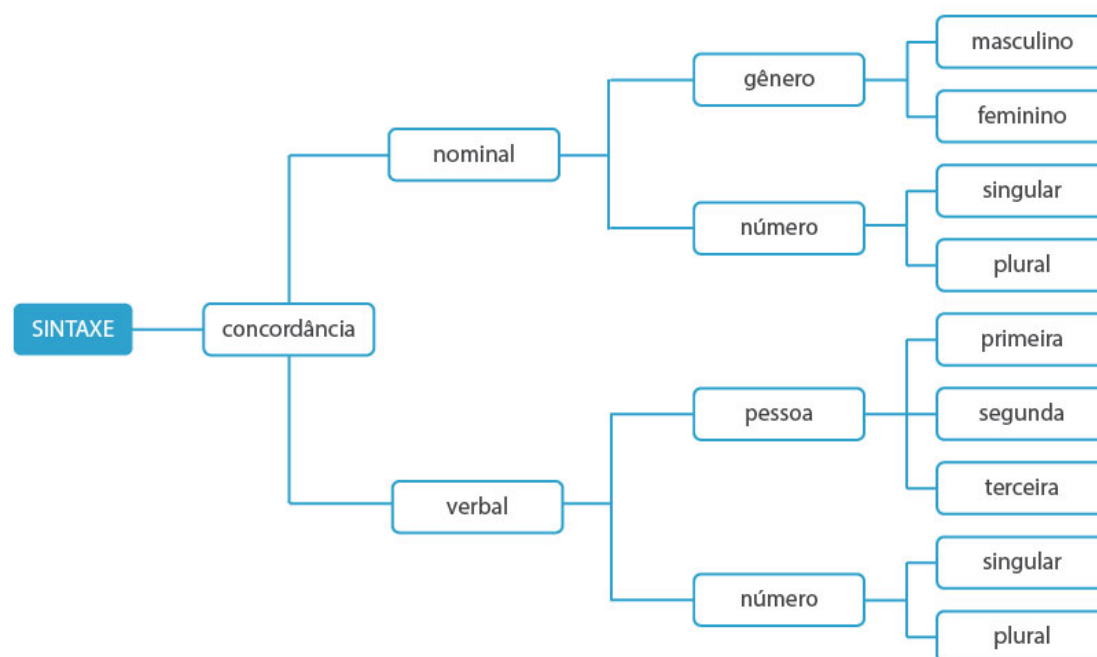 SINTAXE
concordância
nominal
gênero
masculino
feminino
número
singular
plural
verbal
pessoa
primeira
segunda
terceira
número
singular
plural